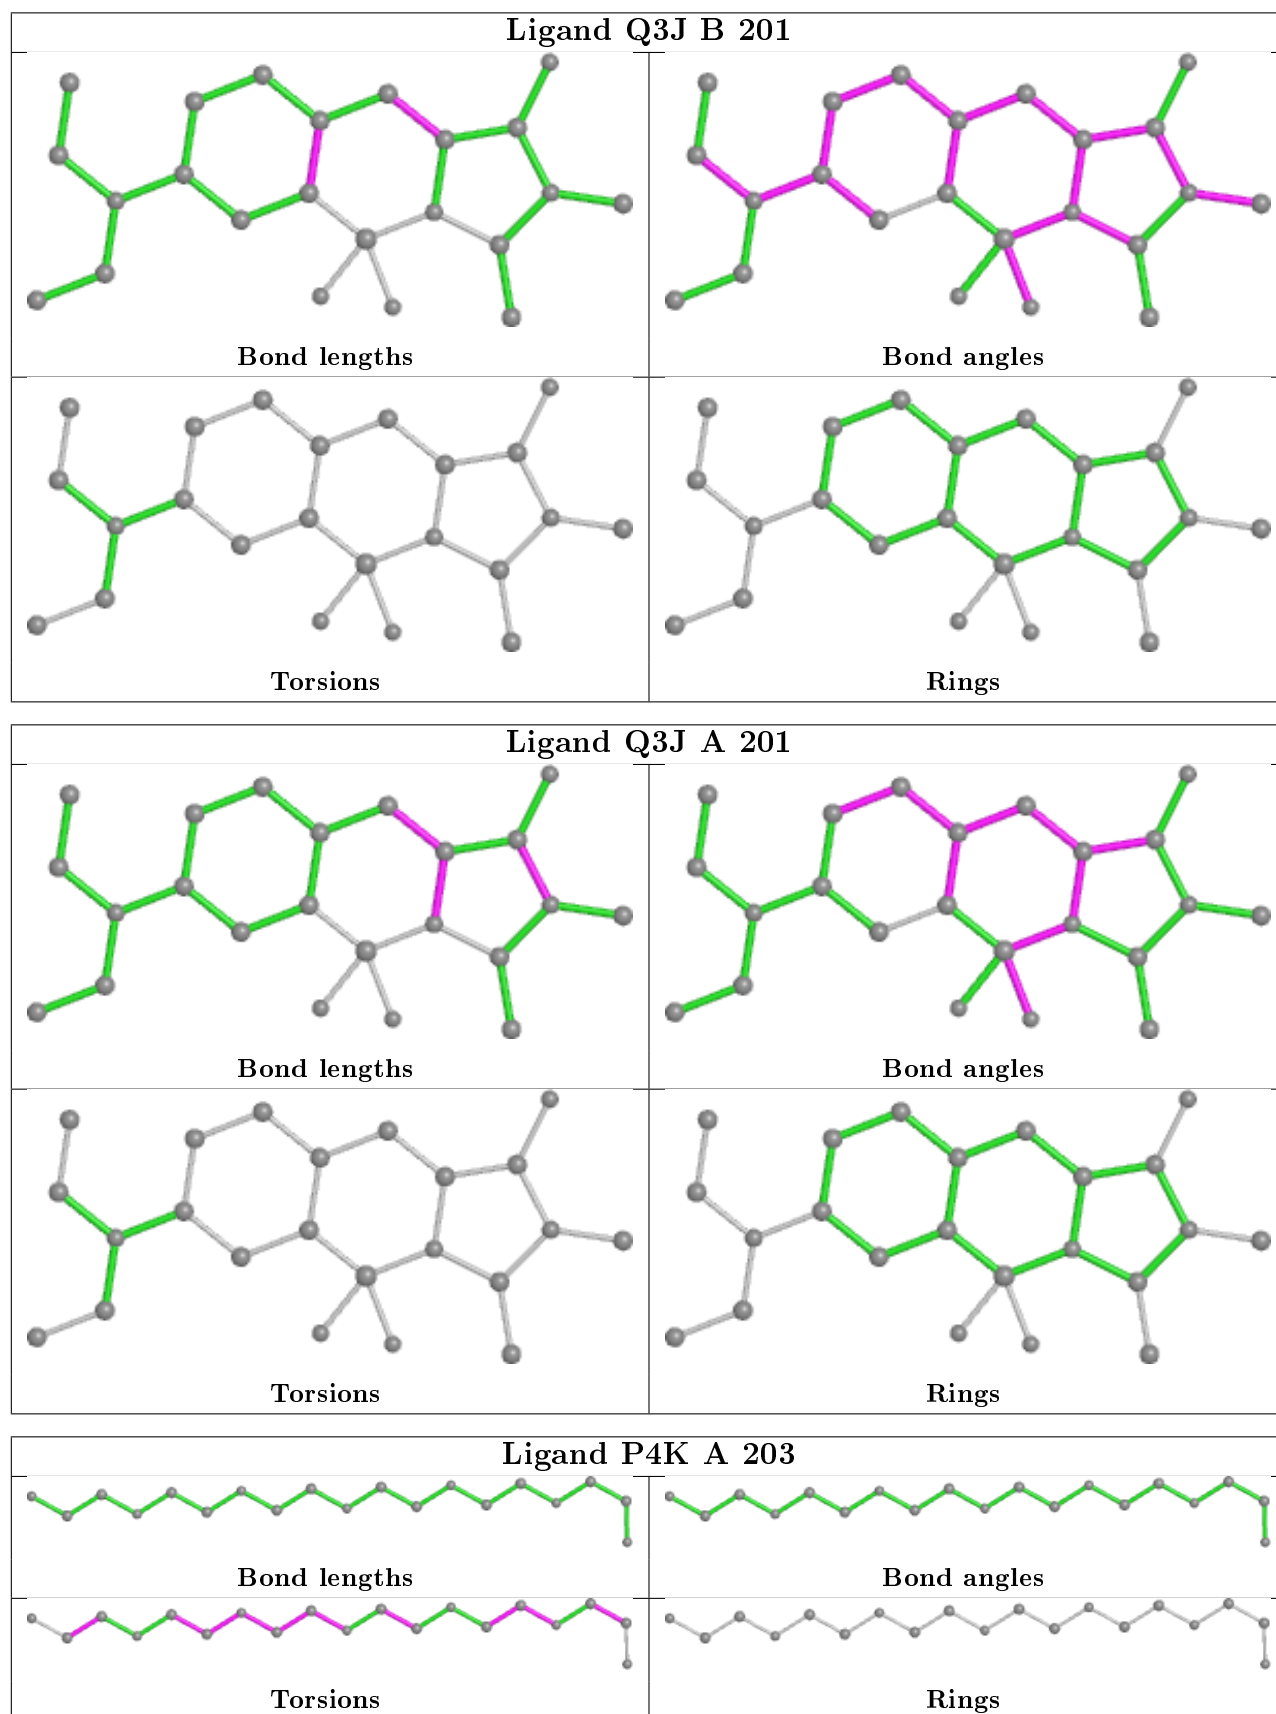 Ligand Q3J B 201
Bond lengths
Bond angles
Torsions
Rings
Ligand Q3J A 201
Bond lengths
Bond angles
Torsions
Rings
Ligand P4K A 203
Bond lengths
Bond angles
Torsions
Rings